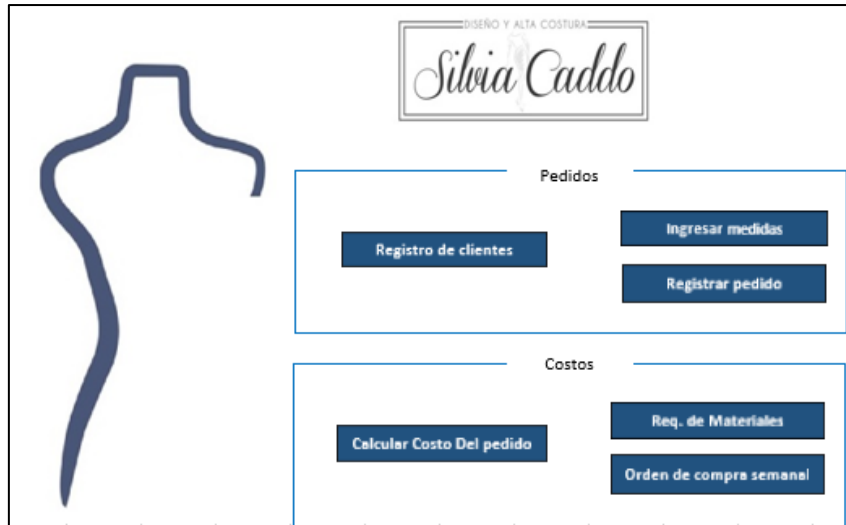 DISEÑO Y ALTA COSTURA
Silvia Caddo
Pedidos
Registro de clientes
Ingresar medidas
Registrar pedido
Costos
Calcular Costo Del pedido
Req. de Materiales
Orden de compra semanal